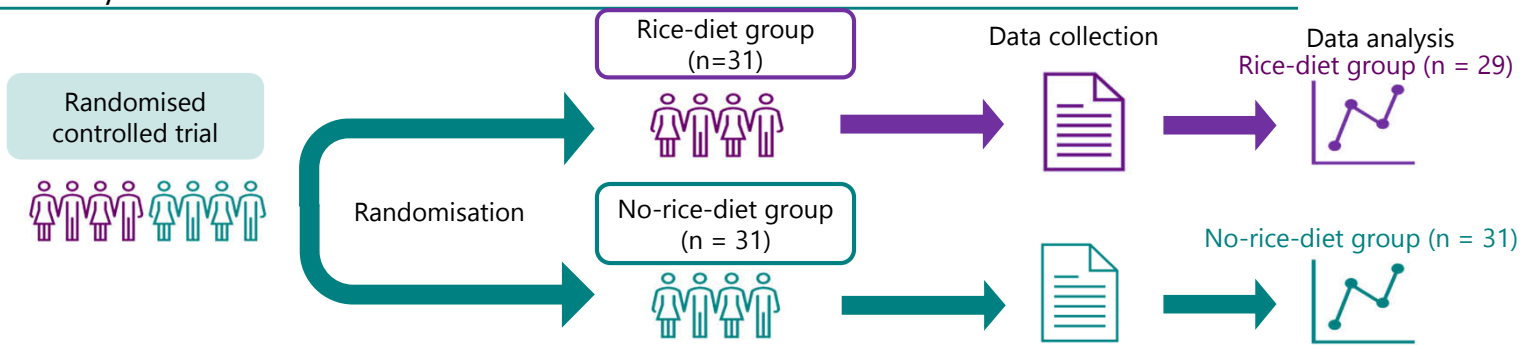 Randomised
controlled trial
Randomisation
Rice-diet group
(n=31)
No-rice-diet group
(n = 31)
Data collection
Data analysis
Rice-diet group (n = 29)
No-rice-diet group (n = 31)